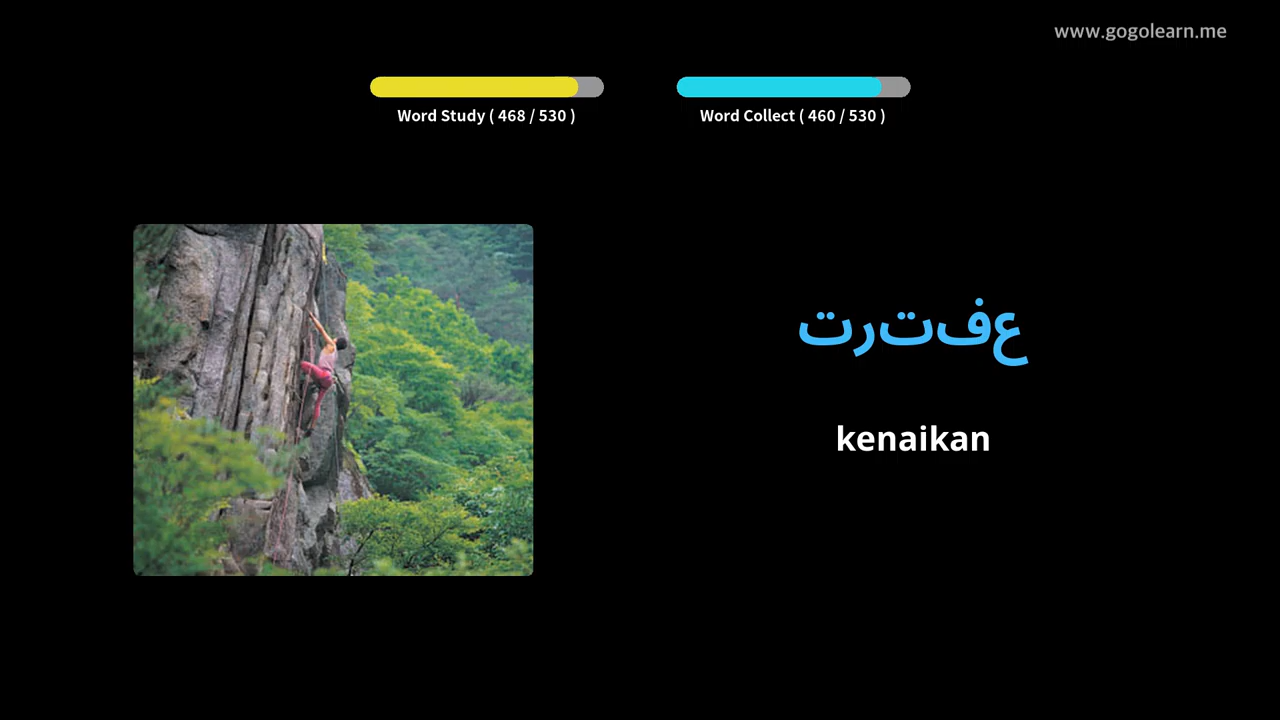 www.gogolearn.me
Word Study ( 468 / 530 )
Word Collect ( 460 / 530 )
ترتفع
kenaikan